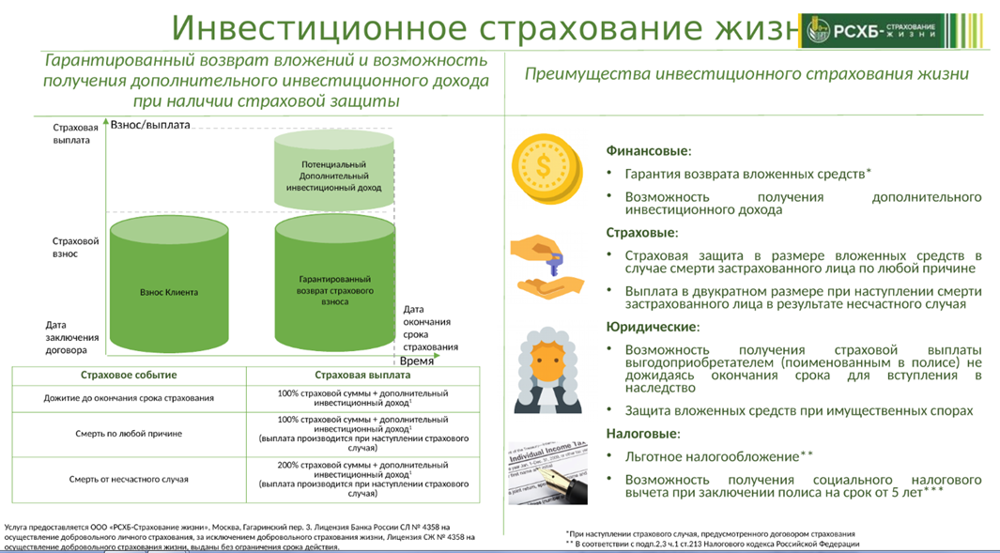 Инвестиционное страхование жизн
РСХБ- СТРАХОВАНИЕ
ЖИЗНИ
Гарантированный возврат вложений и возможность
получения дополнительного инвестиционного дохода
при наличии страховой защиты
Страховая
выплата
Взнос/выплата
Потенциальный
Дополнительный
инвестиционный доход
Страховой
взнос
Взнос Клиента
Гарантированный
возврат страхового
взноса
Дата
заключения
договора
Дата
окончания
срока
страхования
Время
Страховое событие
Страховая выплата
Дожитие до окончания срока страхования
100% страховой суммы + дополнительный
инвестиционный доход¹
Смерть по любой причине
100% страховой суммы + дополнительный
инвестиционный доход¹
(выплата производится при наступлении страхового
случая)
Смерть от несчастного случая
200% страховой суммы + дополнительный
инвестиционный доход¹
(выплата производится при наступлении страхового
случая)
Услуга предоставляется ООО «РСХБ-Страхование жизни», Москва, Гагаринский пер. 3. Лицензия Банка России СЛ № 4358 на
осуществление добровольного личного страхования, за исключением добровольного страхования жизни, Лицензия СЖ № 4358 на
осуществление добровольного страхования жизни, выданы без ограничения срока действия.
Преимущества инвестиционного страхования жизни
Финансовые:
• Гарантия возврата вложенных средств*
• Возможность получения дополнительного
инвестиционного дохода
Страховые:
• Страховая защита в размере вложенных средств в
случае смерти застрахованного лица по любой причине
• Выплата в двукратном размере при наступлении смерти
застрахованного лица в результате несчастного случая
Юридические:
• Возможность получения страховой выплаты
выгодоприобретателем (поименованным в полисе) не
дожидаясь окончания срока для вступления в
наследство
• Защита вложенных средств при имущественных спорах
Налоговые:
• Льготное налогообложение**
• Возможность получения социального налогового
вычета при заключении полиса на срок от 5 лет***
Individual Income Tax
*При наступлении страхового случая, предусмотренного договором страхования
** В соответствии с подп.2,3 ч.1 ст.213 Налогового кодекса Российской Федерации